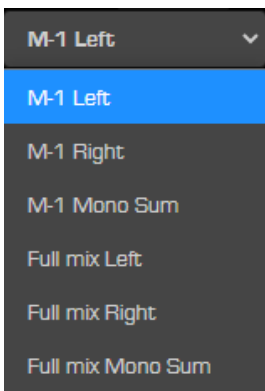 M-1 Left
M-1 Left
M-1 Right
M-1 Mono Sum
Full mix Left
Full mix Right
Full mix Mono Sum